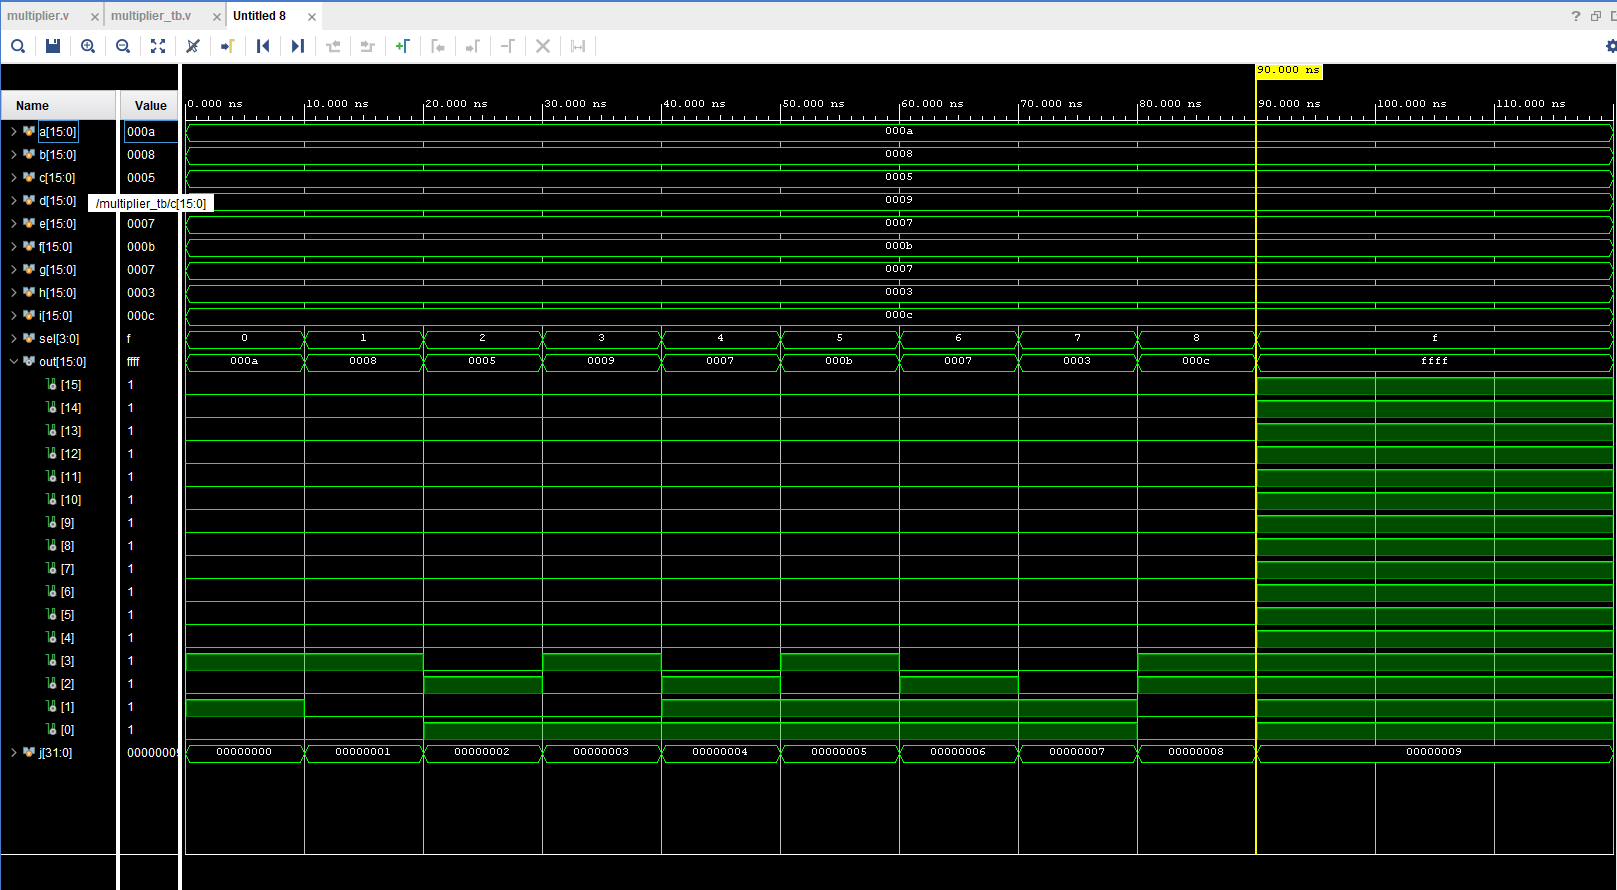 multiplier.v × multiplier_tb.v × Untitled 8 ×
?
90.000 ns
Name Value 0.000 ns 10.000 ns 20.000 ns 30.000 ns 40.000 ns 50.000 ns 60.000 ns 70.000 ns 80.000 ns 90.000 ns 100.000 ns 110.000 ns
a[15:0] 000a 000a
b[15:0] 0008 0008
c[15:0] 0005 0005
d[15:0] /multiplier_tb/c[15:0] 0009
e[15:0] 0007 0007
f[15:0] 000b 000b
g[15:0] 0007 0007
h[15:0] 0003 0003
i[15:0] 000c 000c
sel[3:0] f 0 1 2 3 4 5 6 7 8 f
out[15:0] ffff 000a 0008 0005 0009 0007 000b 0007 0003 000c ffff
[15] 1
[14] 1
[13] 1
[12] 1
[11] 1
[10] 1
[9] 1
[8] 1
[7] 1
[6] 1
[5] 1
[4] 1
[3] 1
[2] 1
[1] 1
[0] 1
j[31:0] 00000009 00000000 00000001 00000002 00000003 00000004 00000005 00000006 00000007 00000008 00000009